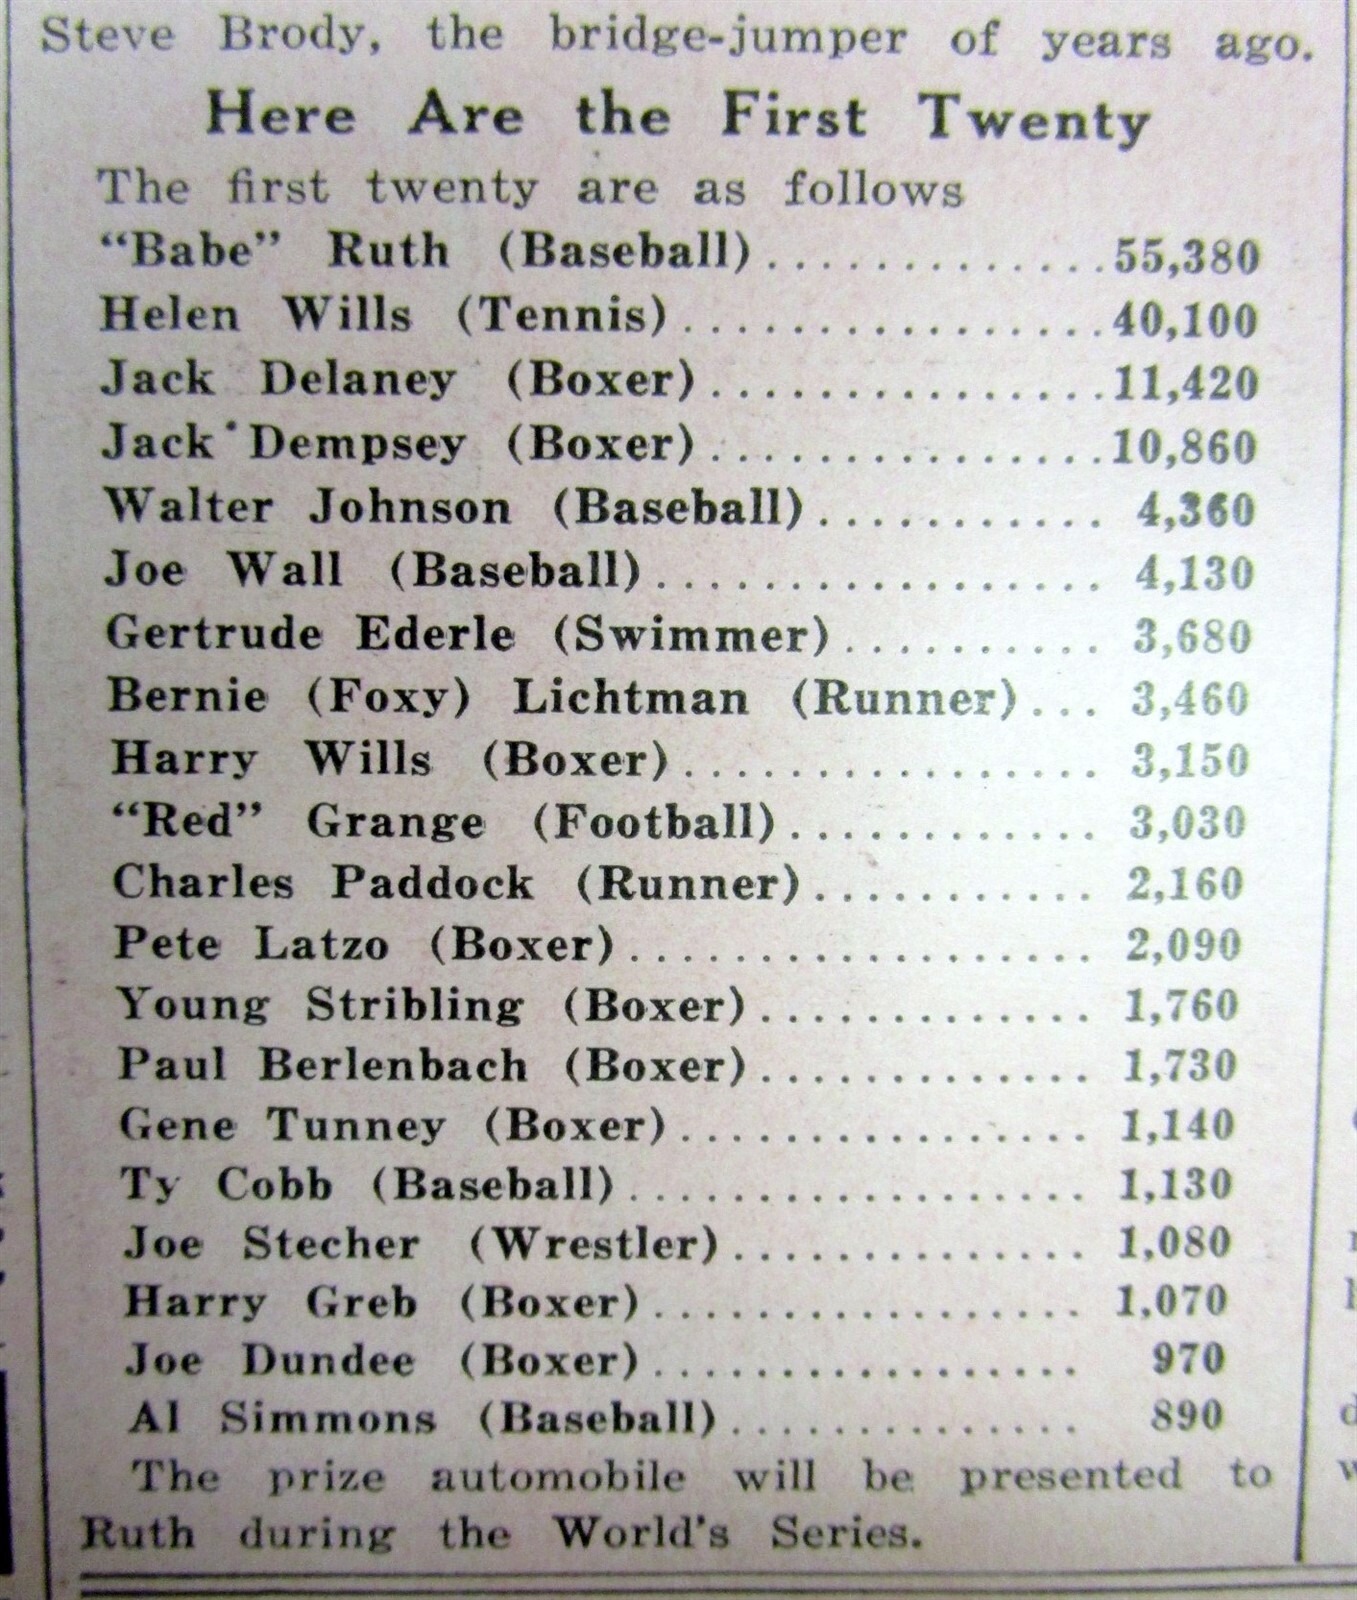 Steve Brody, the bridge-jumper of years ago.
Here Are the First Twenty
The first twenty are as follows
“Babe” Ruth (Baseball).............55,380
Helen Wills (Tennis)................40,100
Jack Delaney (Boxer)...............11,420
Jack Dempsey (Boxer)...............10,860
Walter Johnson (Baseball)........... 4,360
Joe Wall (Baseball)................. 4,130
Gertrude Ederle (Swimmer).......... 3,680
Bernie (Foxy) Lichtman (Runner)... 3,460
Harry Wills (Boxer)................ 3,150
“Red” Grange (Football)............ 3,030
Charles Paddock (Runner)........... 2,160
Pete Latzo (Boxer).................. 2,090
Young Stribling (Boxer)............. 1,760
Paul Berlenbach (Boxer)............. 1,730
Gene Tunney (Boxer)................ 1,140
Ty Cobb (Baseball).................. 1,130
Joe Stecher (Wrestler).............. 1,080
Harry Greb (Boxer)................. 1,070
Joe Dundee (Boxer)................. 970
Al Simmons (Baseball).............. 890
The prize automobile will be presented to
Ruth during the World's Series.